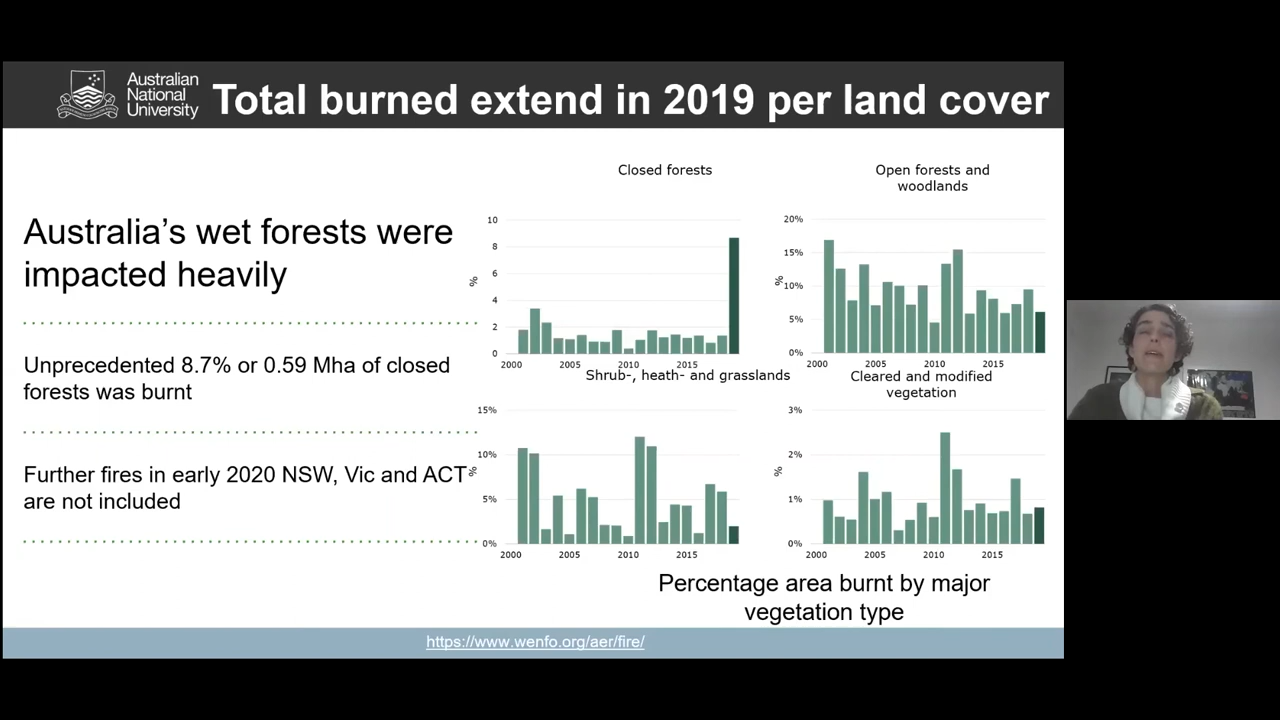 Australian
National
University
Total burned extend in 2019 per land cover
Australia's wet forests were
impacted heavily
Unprecedented 8.7% or 0.59 Mha of closed
forests was burnt
Further fires in early 2020 NSW, Vic and ACT
are not included
Closed forests
10
8
6
4
2
0
%
2000 2005 2010 2015
Open forests and
woodlands
20%
15%
10%
5%
0%
%
2000 2005 2010 2015
Shrub-, heath- and grasslands
15%
10%
5%
0%
%
2000 2005 2010 2015
Cleared and modified
vegetation
3%
2%
1%
0%
%
2000 2005 2010 2015
Percentage area burnt by major
vegetation type
https://www.wenfo.org/aer/fire/